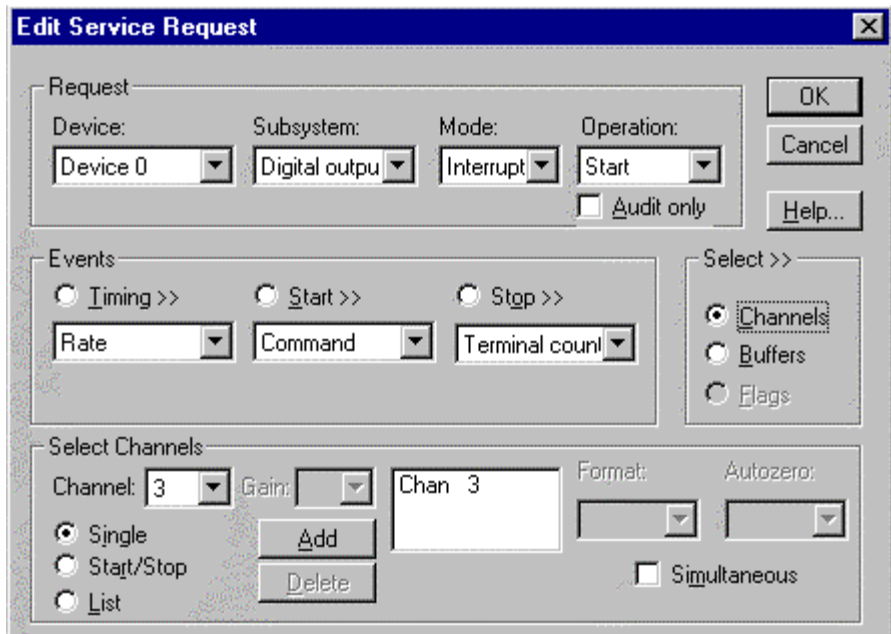 Edit Service Request
Request
OK
Device:
Subsystem:
Mode:
Operation:
Cancel
Device 0
Digital outpu
Interrupt
Start
Audit only
Help...
Events
Select >>
Timing >>
Start >>
Stop >>
Channels
Rate
Command
Terminal count
Buffers
Flags
Select Channels
Channel:
3
Gain:
Chan 3
Format:
Autozero:
Single
Add
Start/Stop
Delete
Simultaneous
List